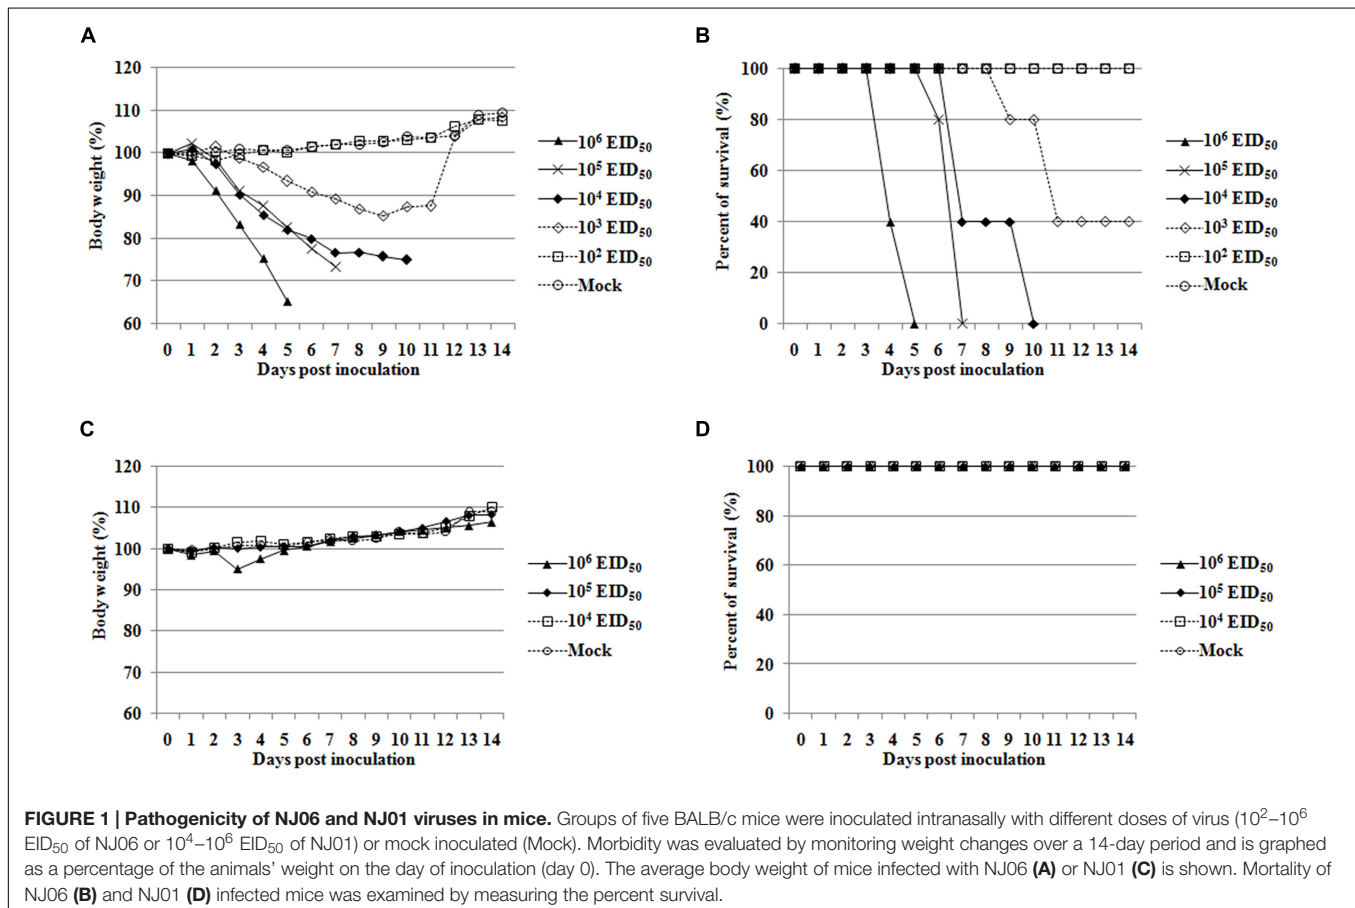 A
120
110
100
90
80
70
60
Body weight (%)
0 1 2 3 4 5 6 7 8 9 10 11 12 13 14
Days post inoculation
10⁶ EID₅₀
10⁵ EID₅₀
10⁴ EID₅₀
10³ EID₅₀
10² EID₅₀
Mock
B
100
80
60
40
20
0
Percent of survival (%)
0 1 2 3 4 5 6 7 8 9 10 11 12 13 14
Days post inoculation
10⁶ EID₅₀
10⁵ EID₅₀
10⁴ EID₅₀
10³ EID₅₀
10² EID₅₀
Mock
C
120
110
100
90
80
70
60
Body weight (%)
0 1 2 3 4 5 6 7 8 9 10 11 12 13 14
Days post inoculation
10⁶ EID₅₀
10⁵ EID₅₀
10⁴ EID₅₀
Mock
D
100
80
60
40
20
0
Percent of survival (%)
0 1 2 3 4 5 6 7 8 9 10 11 12 13 14
Days post inoculation
10⁶ EID₅₀
10⁵ EID₅₀
10⁴ EID₅₀
Mock
FIGURE 1 | Pathogenicity of NJ06 and NJ01 viruses in mice. Groups of five BALB/c mice were inoculated intranasally with different doses of virus (10²–10⁶
EID₅₀ of NJ06 or 10⁴–10⁶ EID₅₀ of NJ01) or mock inoculated (Mock). Morbidity was evaluated by monitoring weight changes over a 14-day period and is graphed
as a percentage of the animals’ weight on the day of inoculation (day 0). The average body weight of mice infected with NJ06 (A) or NJ01 (C) is shown. Mortality of
NJ06 (B) and NJ01 (D) infected mice was examined by measuring the percent survival.